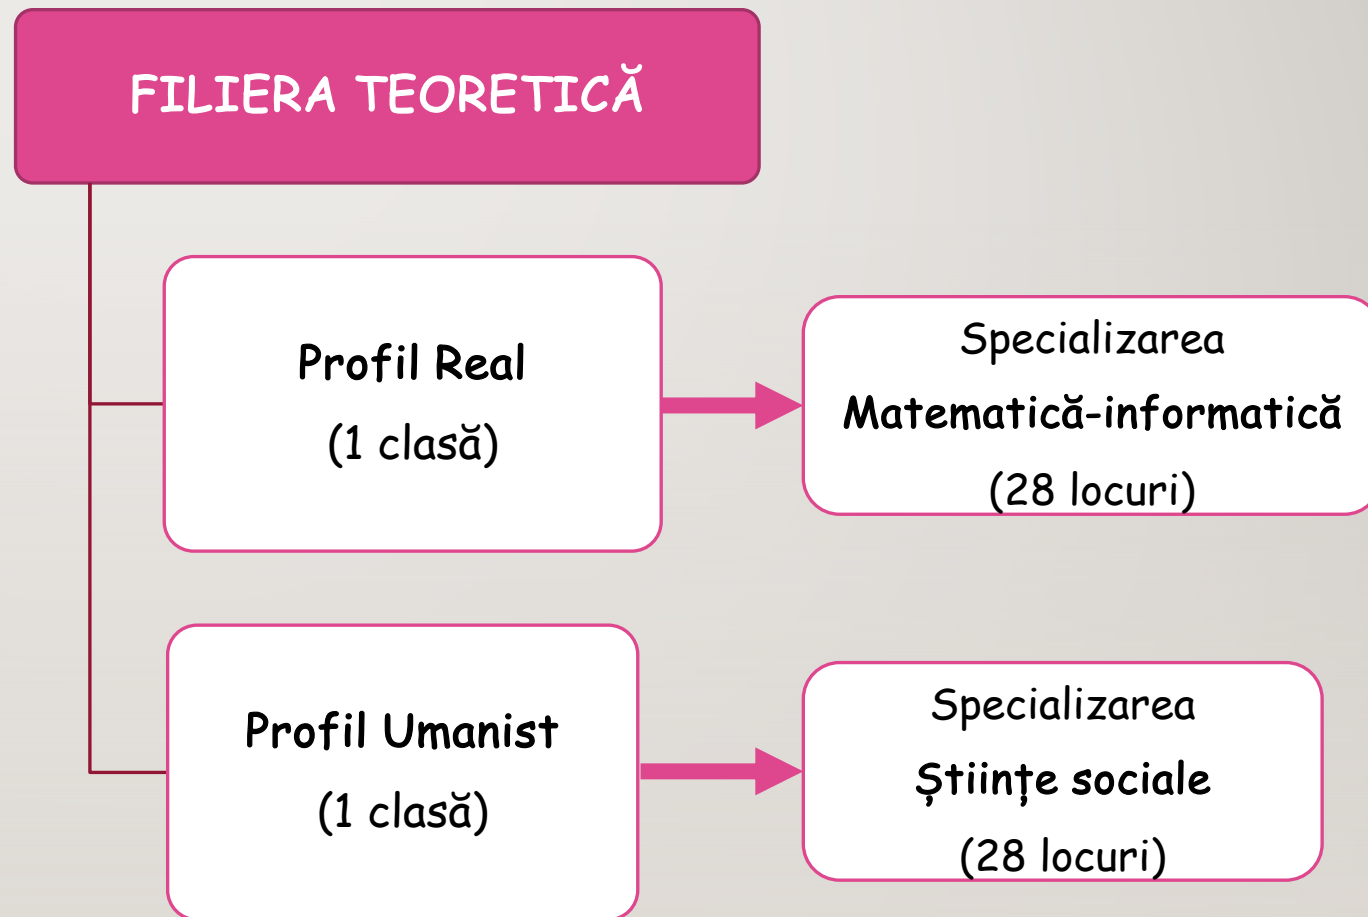 FILIERA TEORETICĂ
Profil Real
(1 clasă)
Specializarea
Matematică-informatică
(28 locuri)
Profil Umanist
(1 clasă)
Specializarea
Științe sociale
(28 locuri)